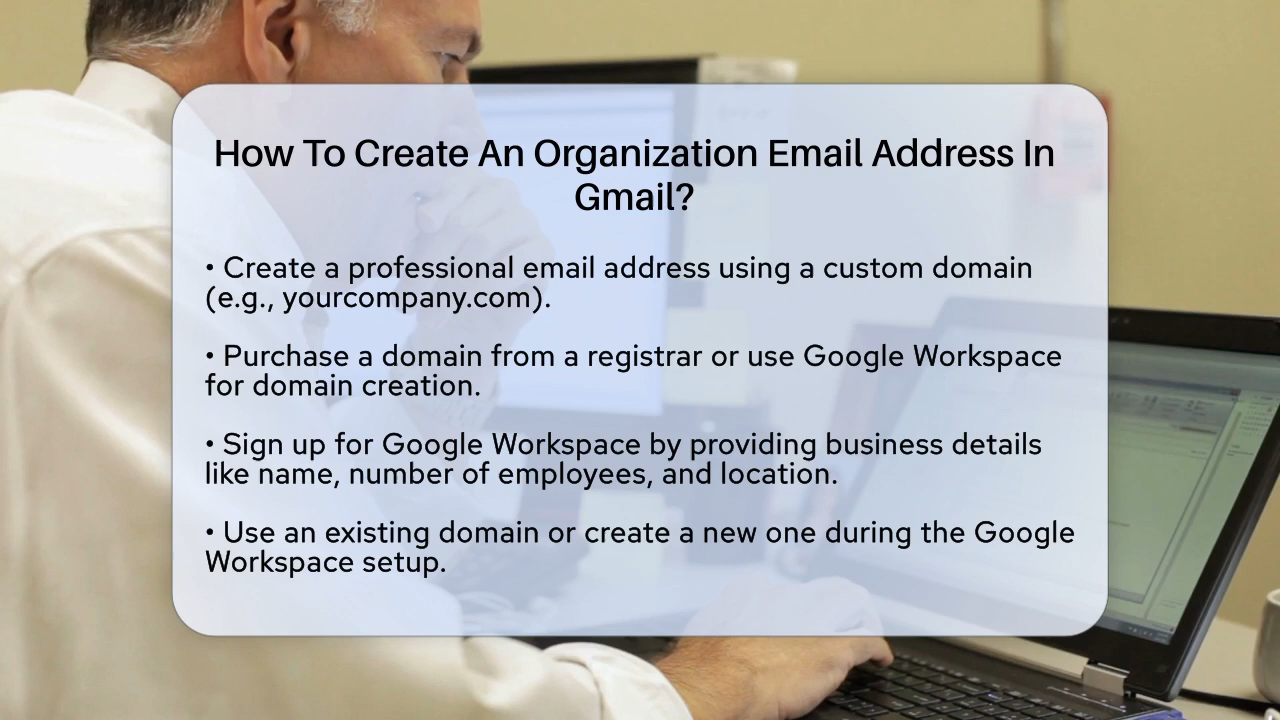 How To Create An Organization Email Address In
Gmail?
• Create a professional email address using a custom domain
(e.g., yourcompany.com).
• Purchase a domain from a registrar or use Google Workspace
for domain creation.
• Sign up for Google Workspace by providing business details
like name, number of employees, and location.
• Use an existing domain or create a new one during the Google
Workspace setup.